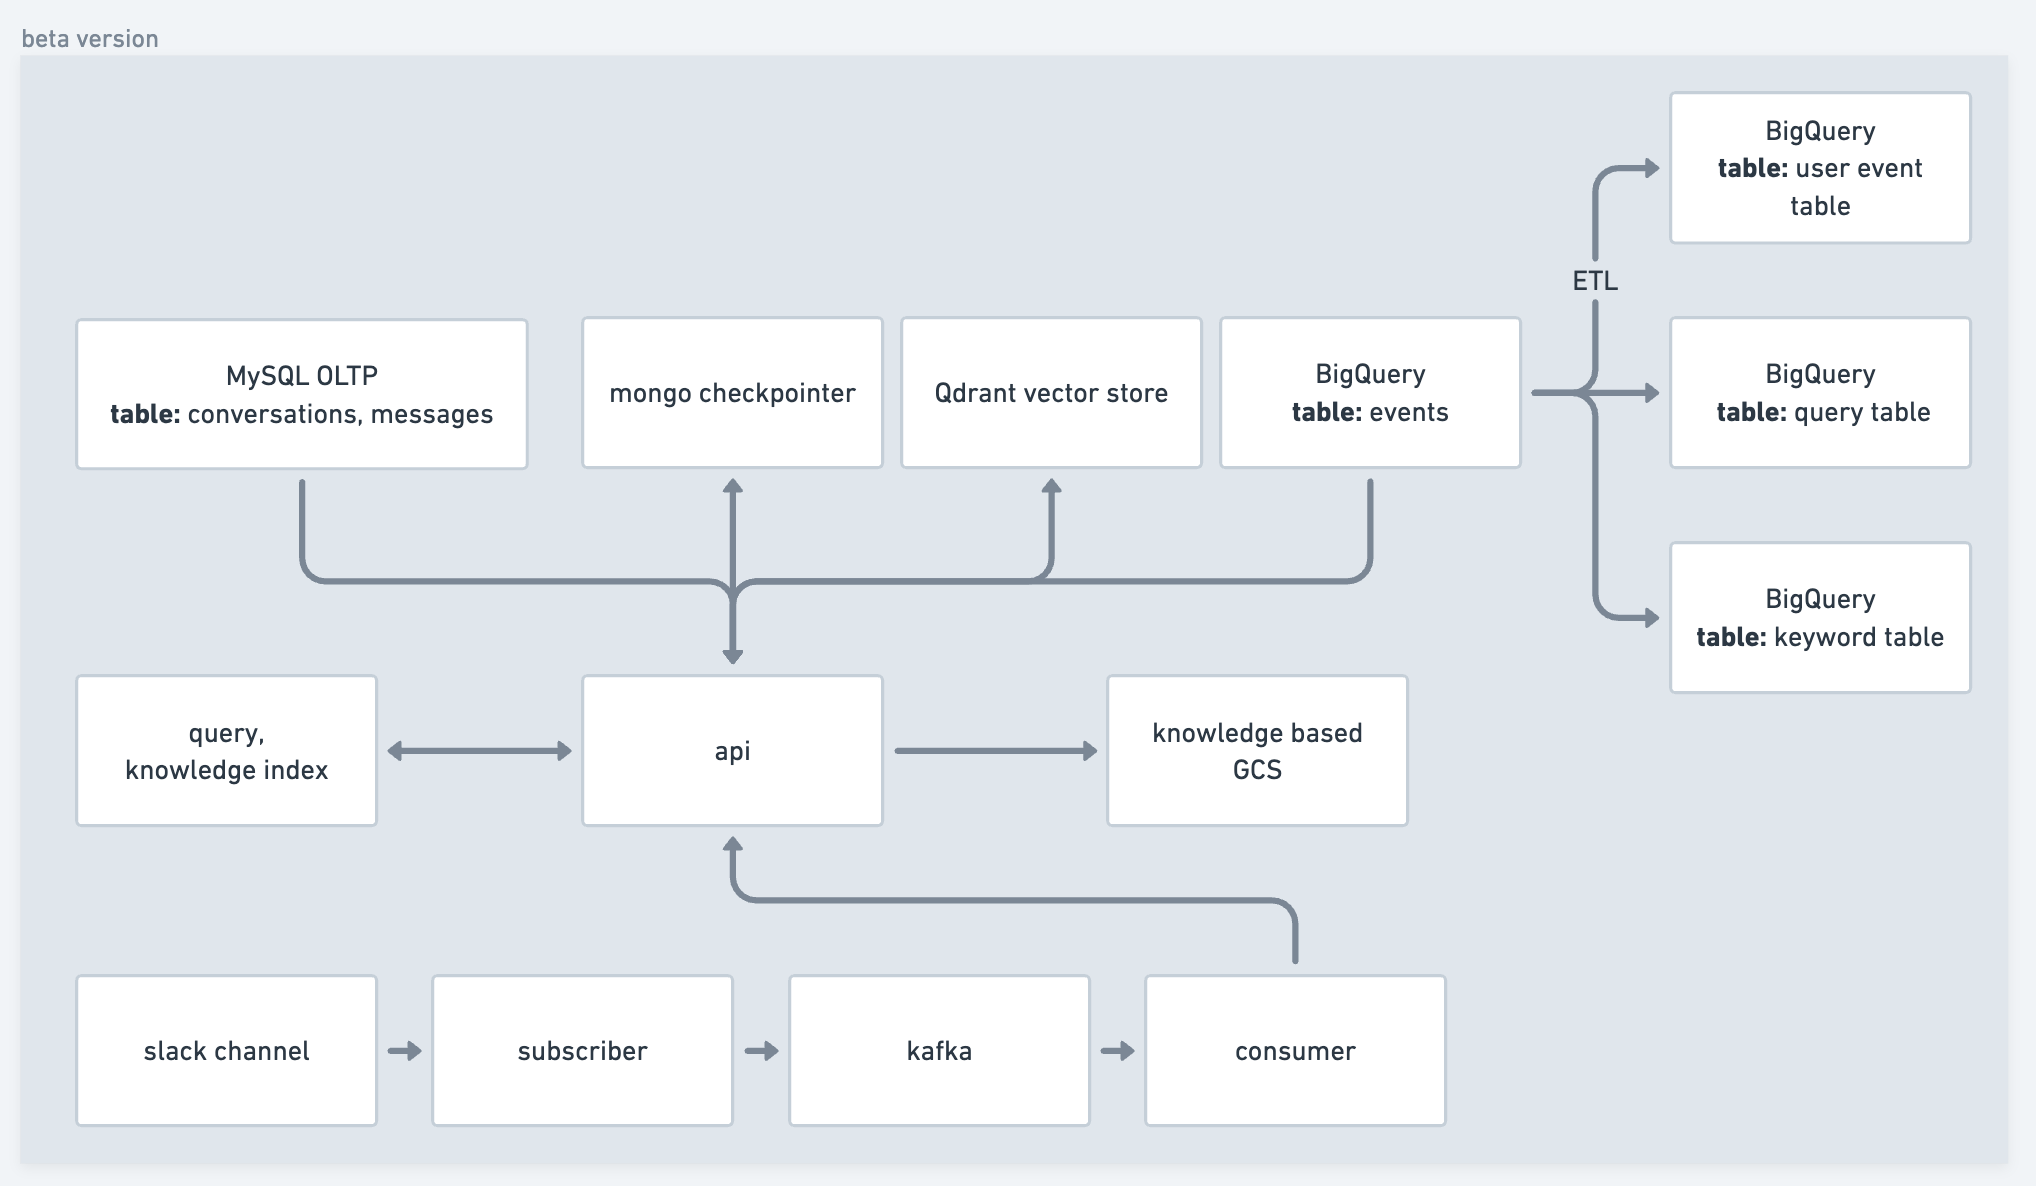 beta version
BigQuery
table: user event
table
ETL
MySQL OLTP
table: conversations, messages
mongo checkpointer
Qdrant vector store
BigQuery
table: events
BigQuery
table: query table
BigQuery
table: keyword table
query,
knowledge index
api
knowledge based
GCS
slack channel
subscriber
kafka
consumer